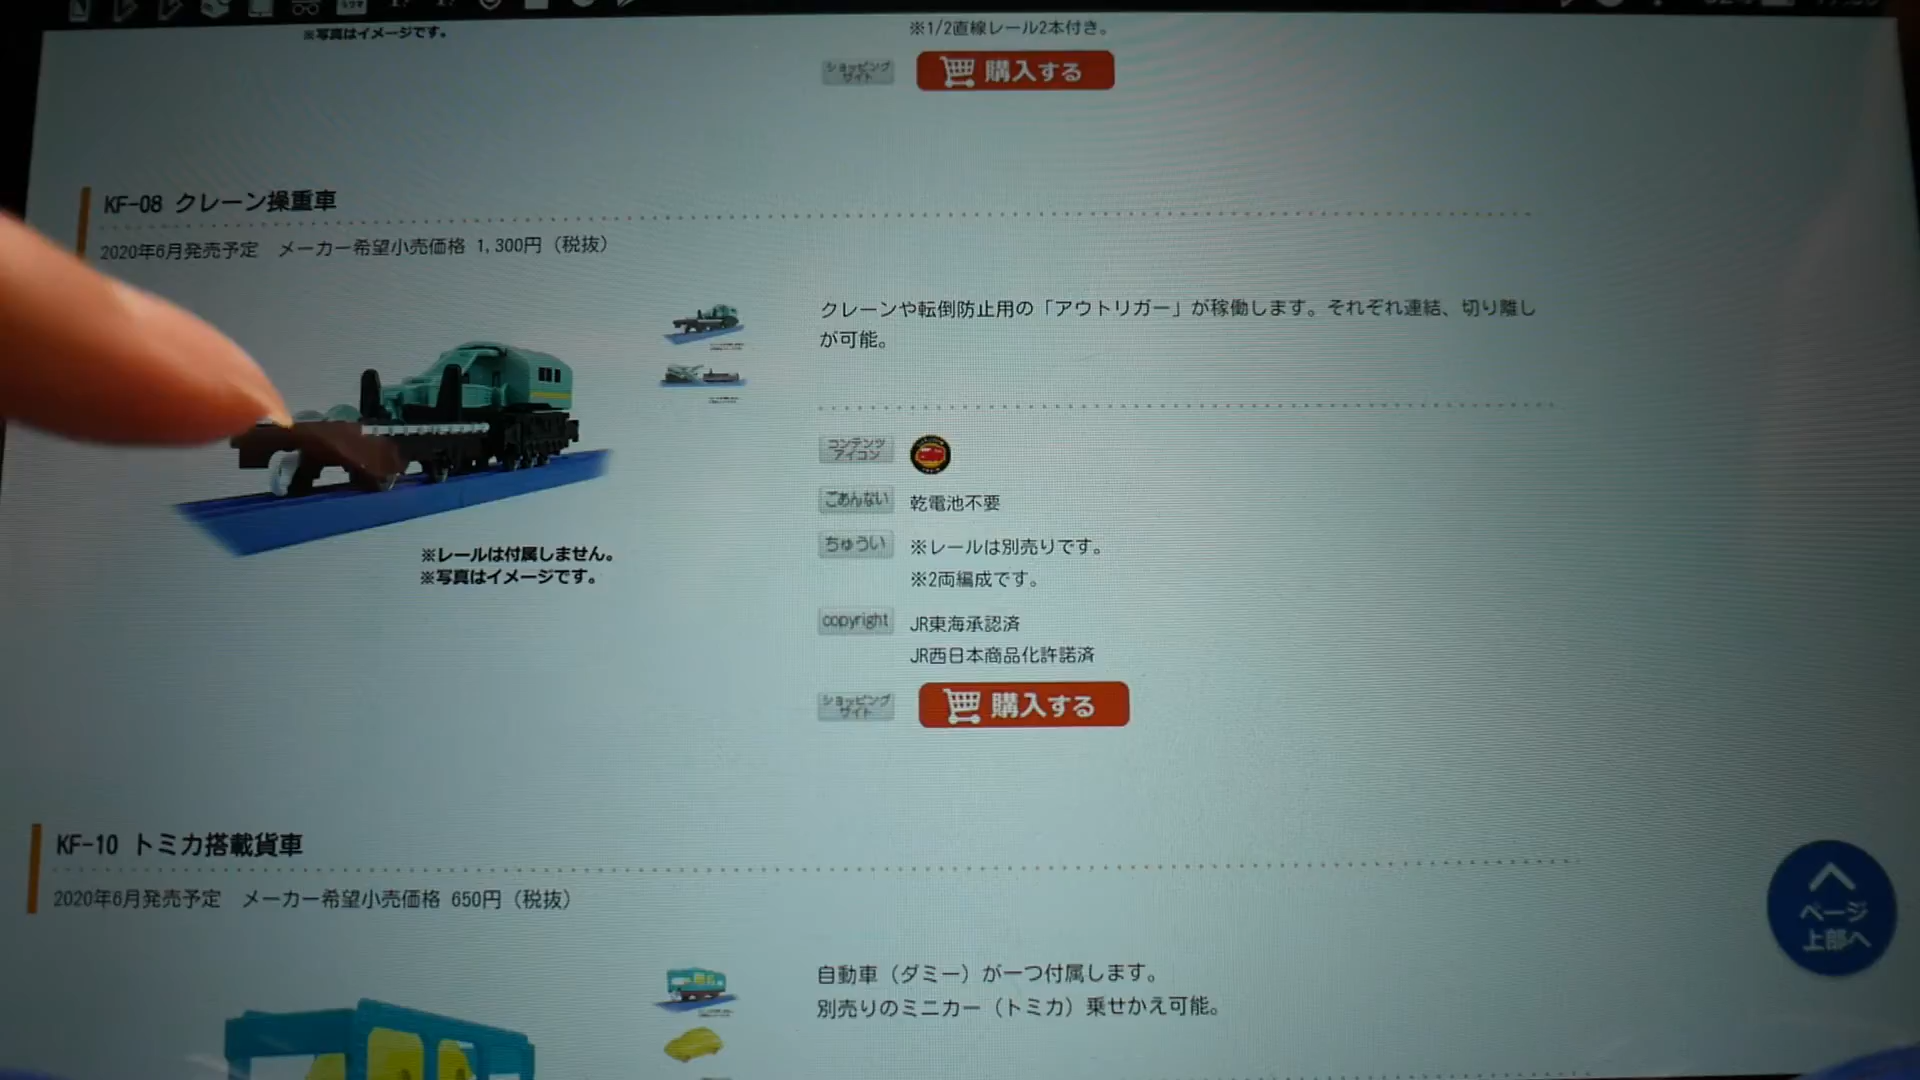 ※写真はイメージです。
※1/2直線レール2本付き。
ショッピング
サイト
購入する
KF-08 クレーン操重車
2020年6月発売予定 メーカー希望小売価格 1,300円（税抜）
クレーンや転倒防止用の「アウトリガー」が稼働します。それぞれ連結、切り離し
が可能。
※レールは付属しません。
※写真はイメージです。
コンテンツ
アイコン
ごあんない
乾電池不要
ちゅうい
※レールは別売りです。
※2両編成です。
copyright
JR東海承認済
JR西日本商品化許諾済
ショッピング
サイト
購入する
KF-10 トミカ搭載貨車
2020年6月発売予定 メーカー希望小売価格 650円（税抜）
自動車（ダミー）が一つ付属します。
別売りのミニカー（トミカ）乗せかえ可能。
ページ
上部へ